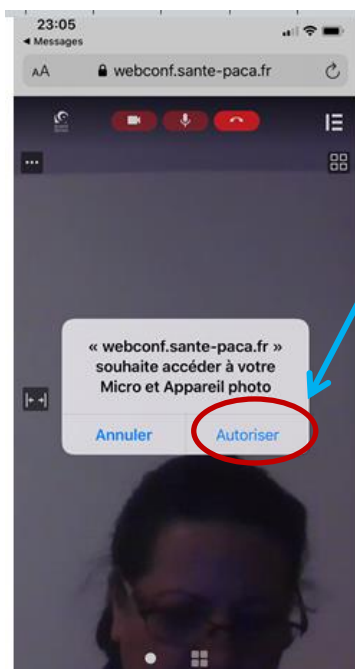 23:05
◀ Messages
AA webconf.sante-paca.fr
« webconf.sante-paca.fr »
souhaite accéder à votre
Micro et Appareil photo
Annuler Autoriser